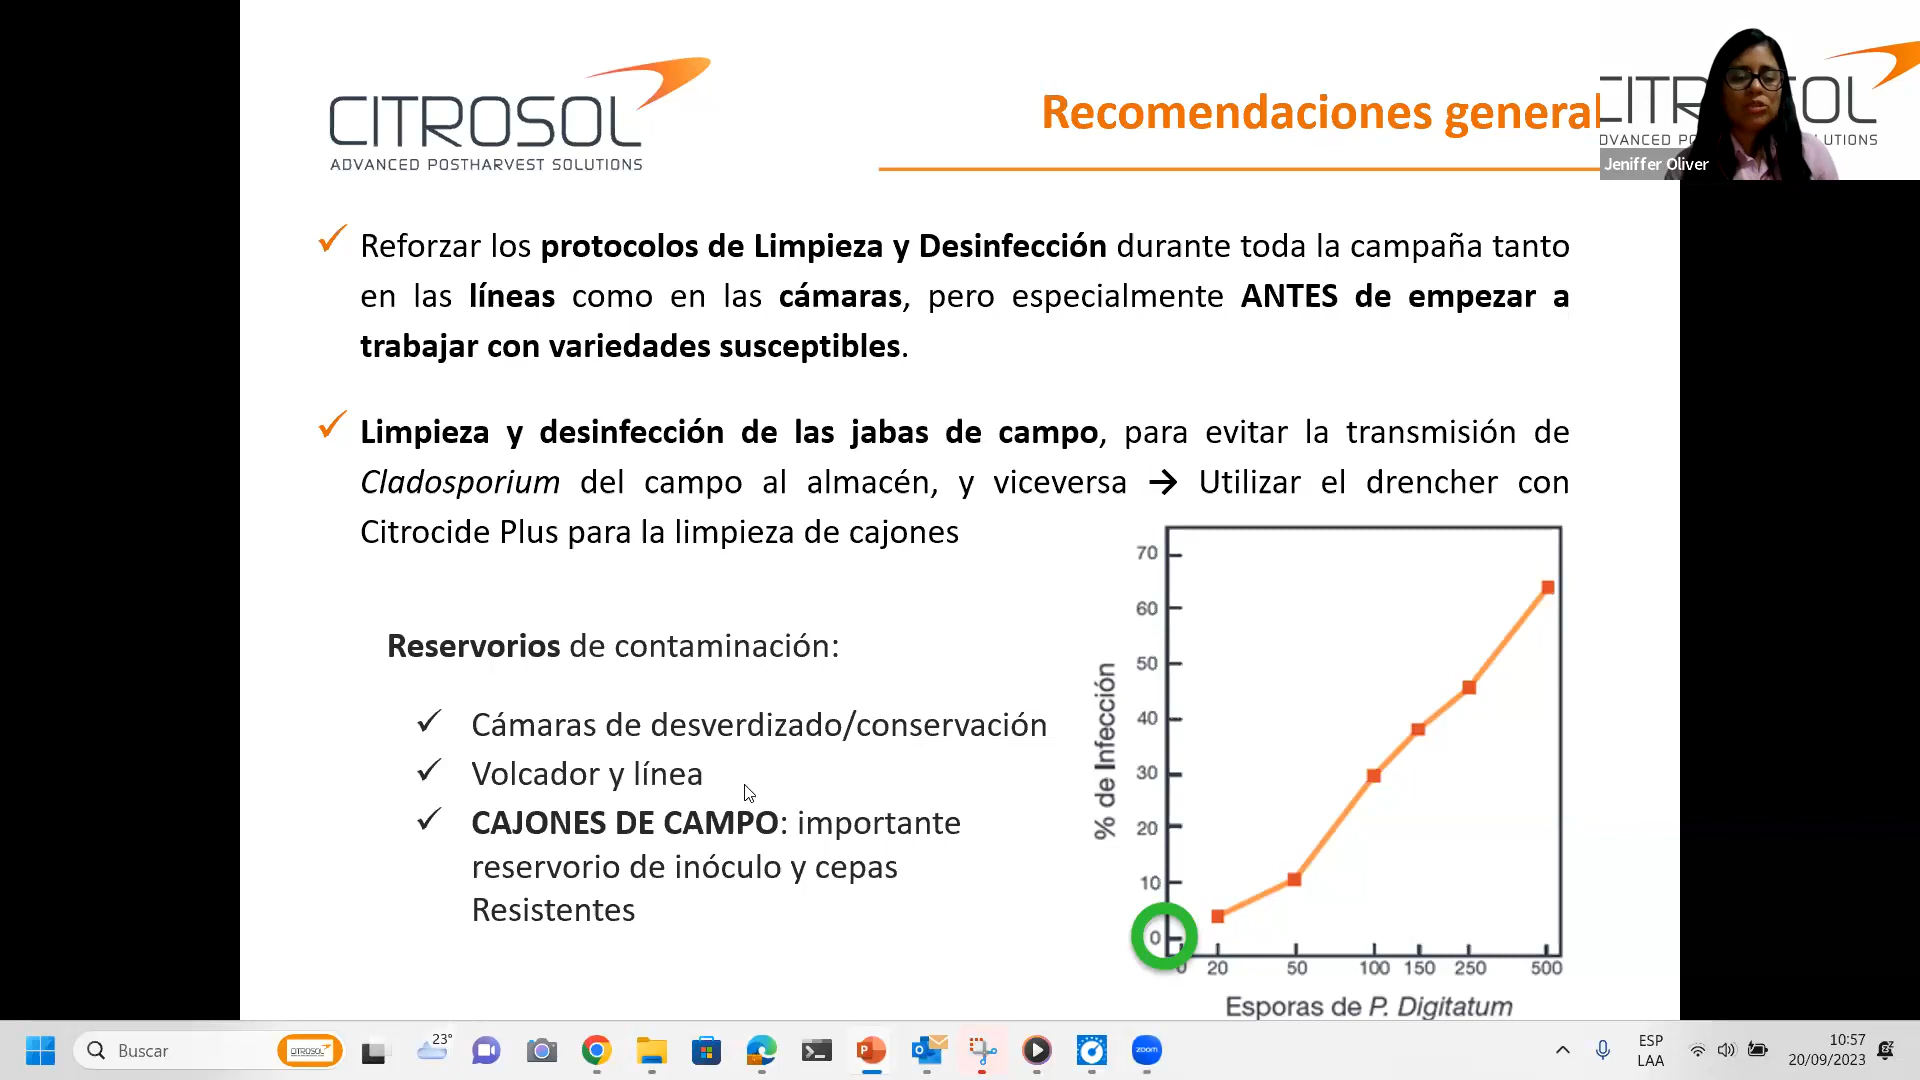 CITROSOL
ADVANCED POSTHARVEST SOLUTIONS
Recomendaciones general
CITR OL
DVANCED PO UTIONS
Jeniffer Oliver
Reforzar los protocolos de Limpieza y Desinfección durante toda la campaña tanto
en las líneas como en las cámaras, pero especialmente ANTES de empezar a
trabajar con variedades susceptibles.
Limpieza y desinfección de las jabas de campo, para evitar la transmisión de
Cladosporium del campo al almacén, y viceversa → Utilizar el drencher con
Citrocide Plus para la limpieza de cajones
Reservorios de contaminación:
Cámaras de desverdizado/conservación
Volcador y línea
CAJONES DE CAMPO: importante
reservorio de inóculo y cepas
Resistentes
% de Infección
70
60
50
40
30
20
10
0
0 20 50 100 150 250 500
Esporas de P. Digitatum
Buscar
CITROSOL
23°
zoom
ESP
LAA
10:57
20/09/2023